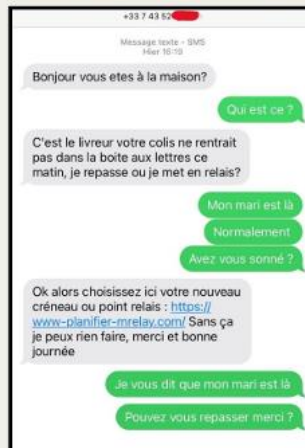 +33 7 43 52
Message texte - SMS
Hier 16:19
Bonjour vous etes à la maison?
Qui est ce ?
C'est le livreur votre colis ne rentrait
pas dans la boite aux lettres ce
matin, je repasse ou je met en relais?
Mon mari est là
Normalement
Avez vous sonné ?
Ok alors choisissez ici votre nouveau
créneau ou point relais : https://
www-planifier-mrelay.com/ Sans ça
je peux rien faire, merci et bonne
journée
Je vous dit que mon mari est là
Pouvez vous repasser merci ?